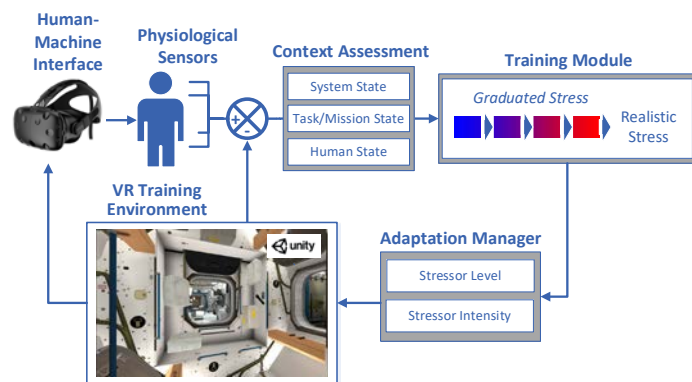 Human-
Machine
Interface
Physiological
Sensors
Context Assessment
System State
Task/Mission State
Human State
Training Module
Graduated Stress
Realistic
Stress
+
-
VR Training
Environment
unity
Adaptation Manager
Stressor Level
Stressor Intensity